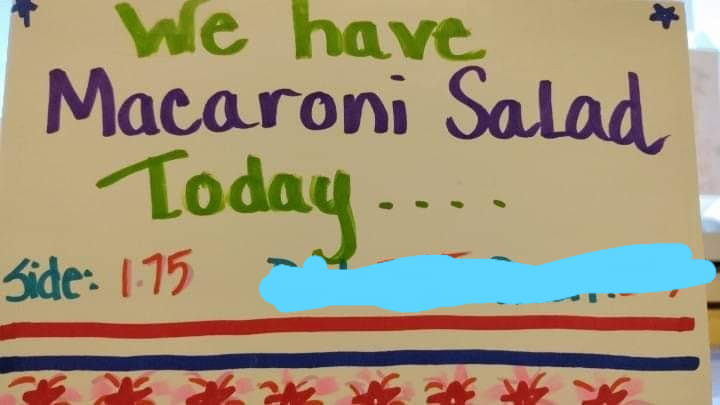 We have
Macaroni Salad
Today....
Side: 1.75